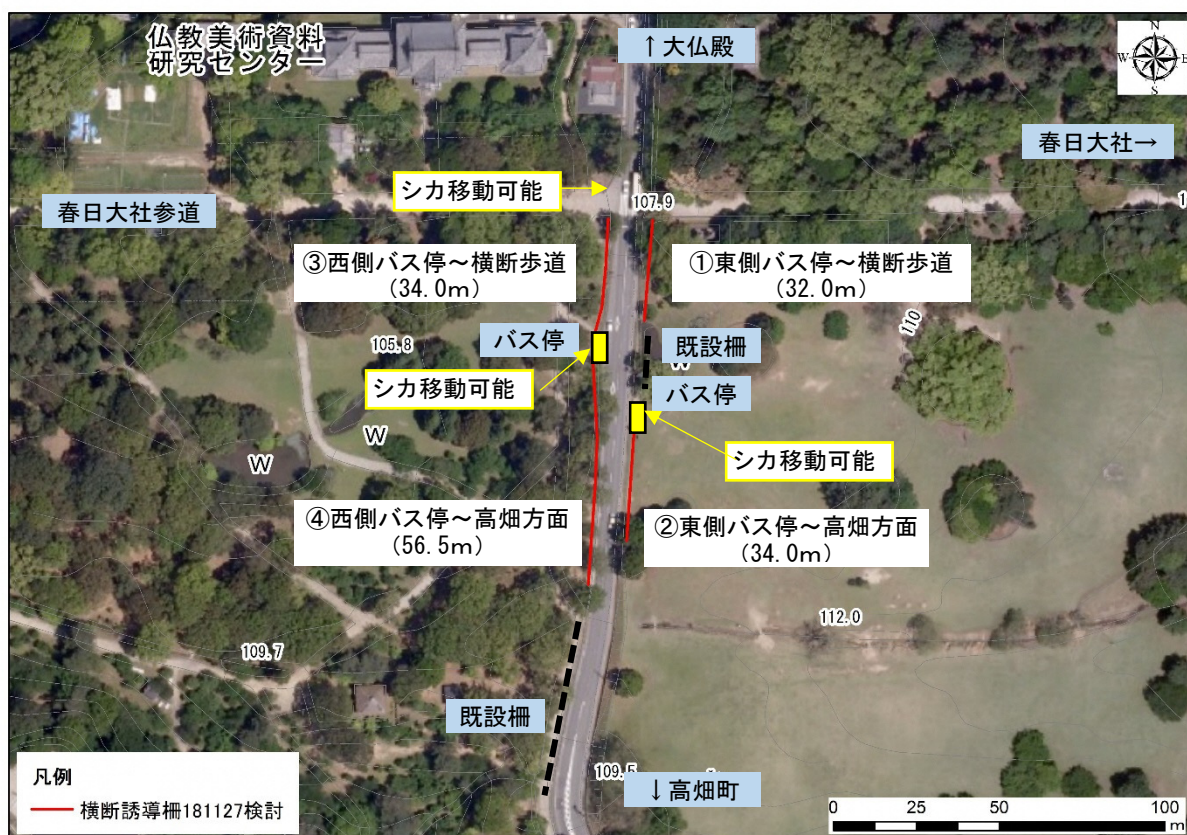 仏教美術資料
研究センター
↑大仏殿
N
W
E
S
春日大社→
シカ移動可能
春日大社参道
107.9
③西側バス停～横断歩道
（34.0ｍ）
①東側バス停～横断歩道
（32.0ｍ）
110
バス停
既設柵
105.8
W
シカ移動可能
バス停
W
W
シカ移動可能
④西側バス停～高畑方面
（56.5ｍ）
②東側バス停～高畑方面
（34.0ｍ）
112.0
109.7
既設柵
凡例
横断誘導柵181127検討
109.5
↓高畑町
0 25 50 100
m